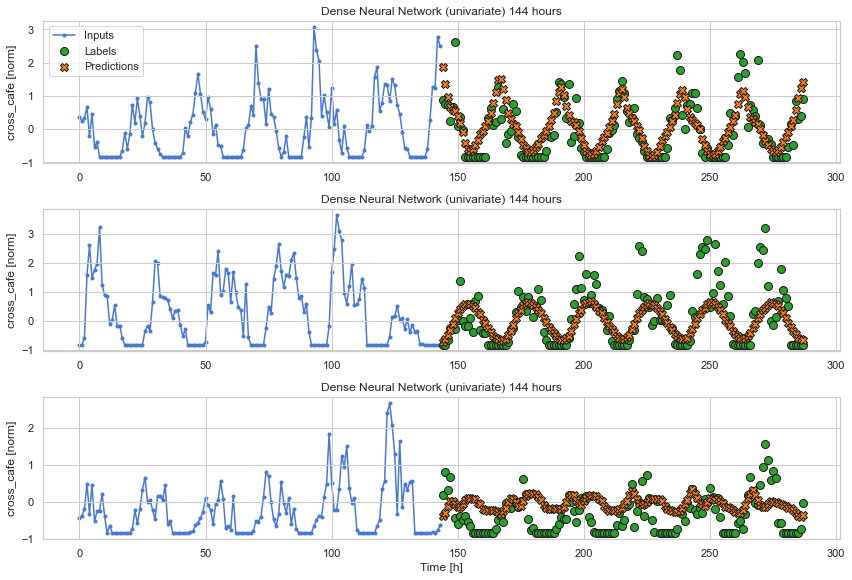 Dense Neural Network (univariate) 144 hours
cross_cafe [norm]
3
2
1
0
−1
Inputs
Labels
Predictions
0 50 100 150 200 250 300
Dense Neural Network (univariate) 144 hours
cross_cafe [norm]
3
2
1
0
−1
0 50 100 150 200 250 300
Dense Neural Network (univariate) 144 hours
cross_cafe [norm]
2
1
0
−1
0 50 100 150 200 250 300
Time [h]